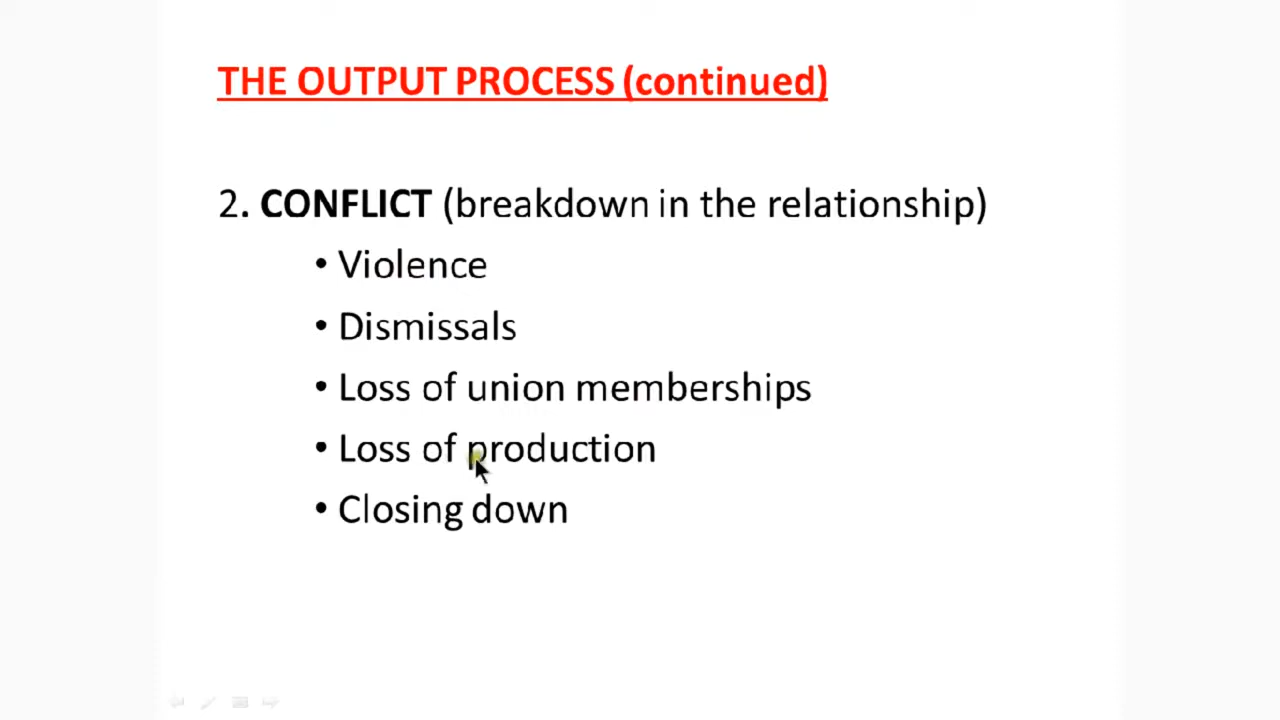 THE OUTPUT PROCESS (continued)
2. CONFLICT (breakdown in the relationship)
• Violence
• Dismissals
• Loss of union memberships
• Loss of production
• Closing down